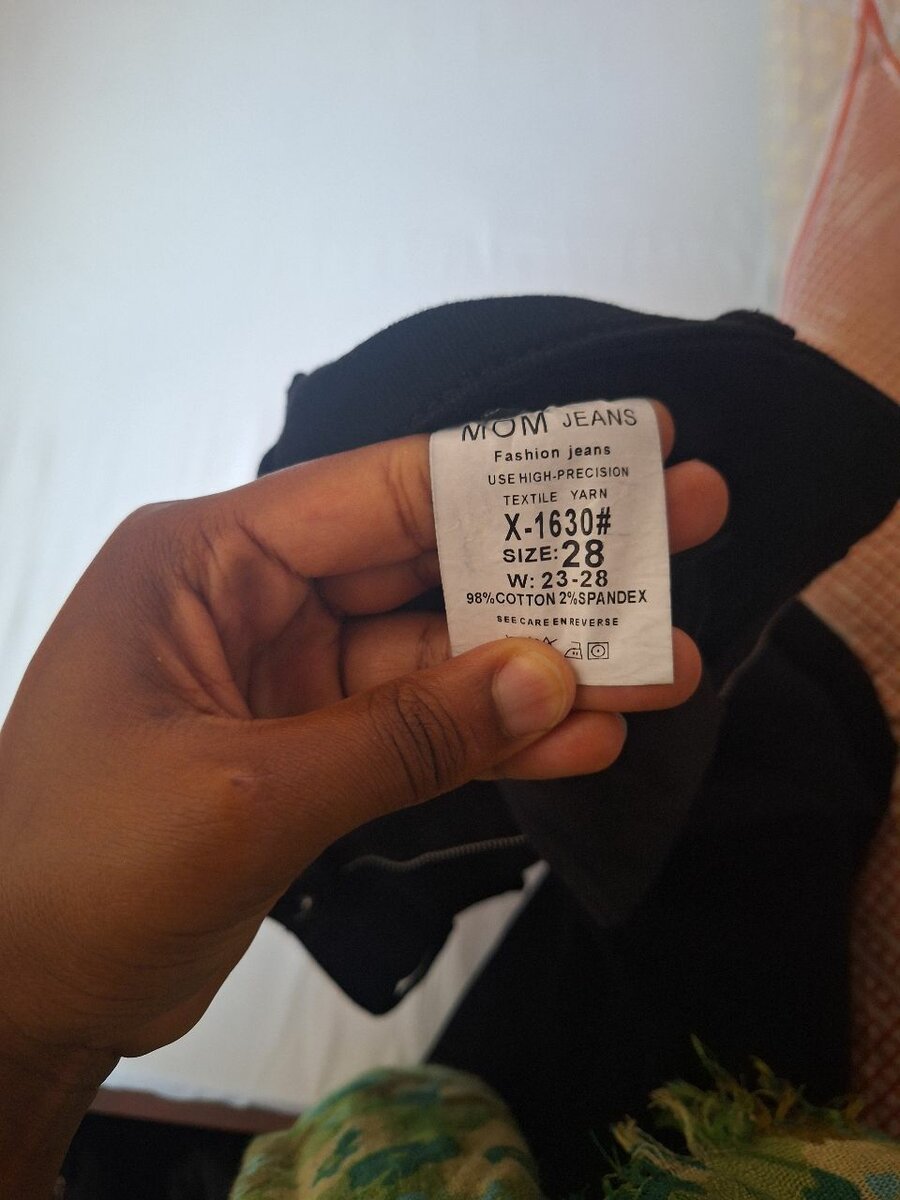 MOM JEANS
Fashion jeans
USE HIGH-PRECISION
TEXTILE YARN
X-1630#
SIZE: 28
W: 23-28
98%COTTON 2%SPANDEX
SEE CARE EN REVERSE